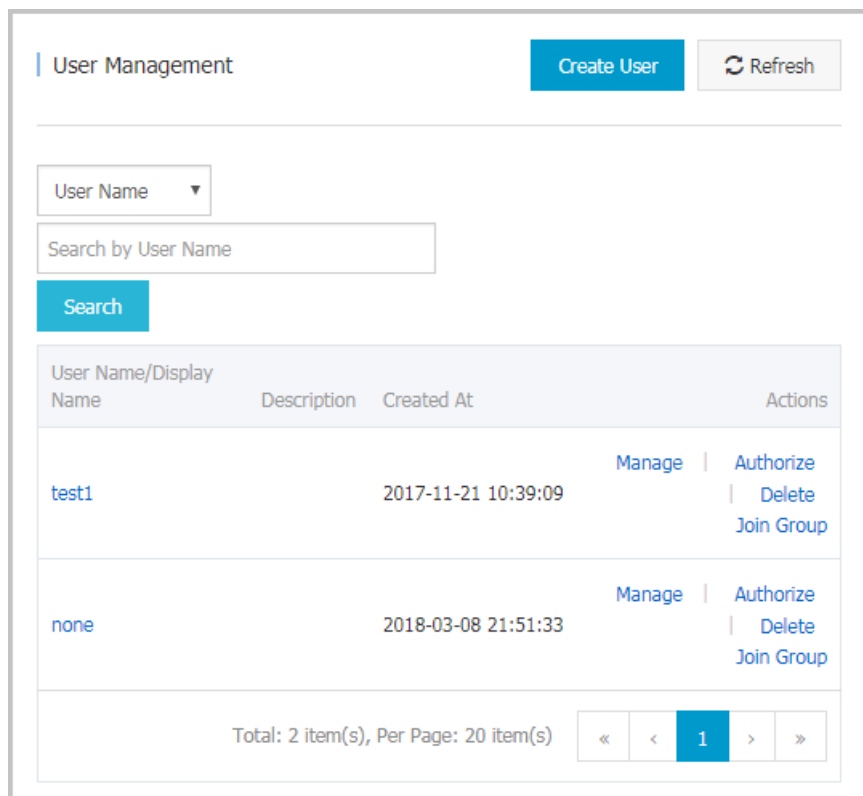 User Management
Create User
Refresh
User Name
Search by User Name
Search
User Name/Display
Name
Description
Created At
Actions
test1
2017-11-21 10:39:09
Manage | Authorize
| Delete
Join Group
none
2018-03-08 21:51:33
Manage | Authorize
| Delete
Join Group
Total: 2 item(s), Per Page: 20 item(s)
« ‹ 1 › »